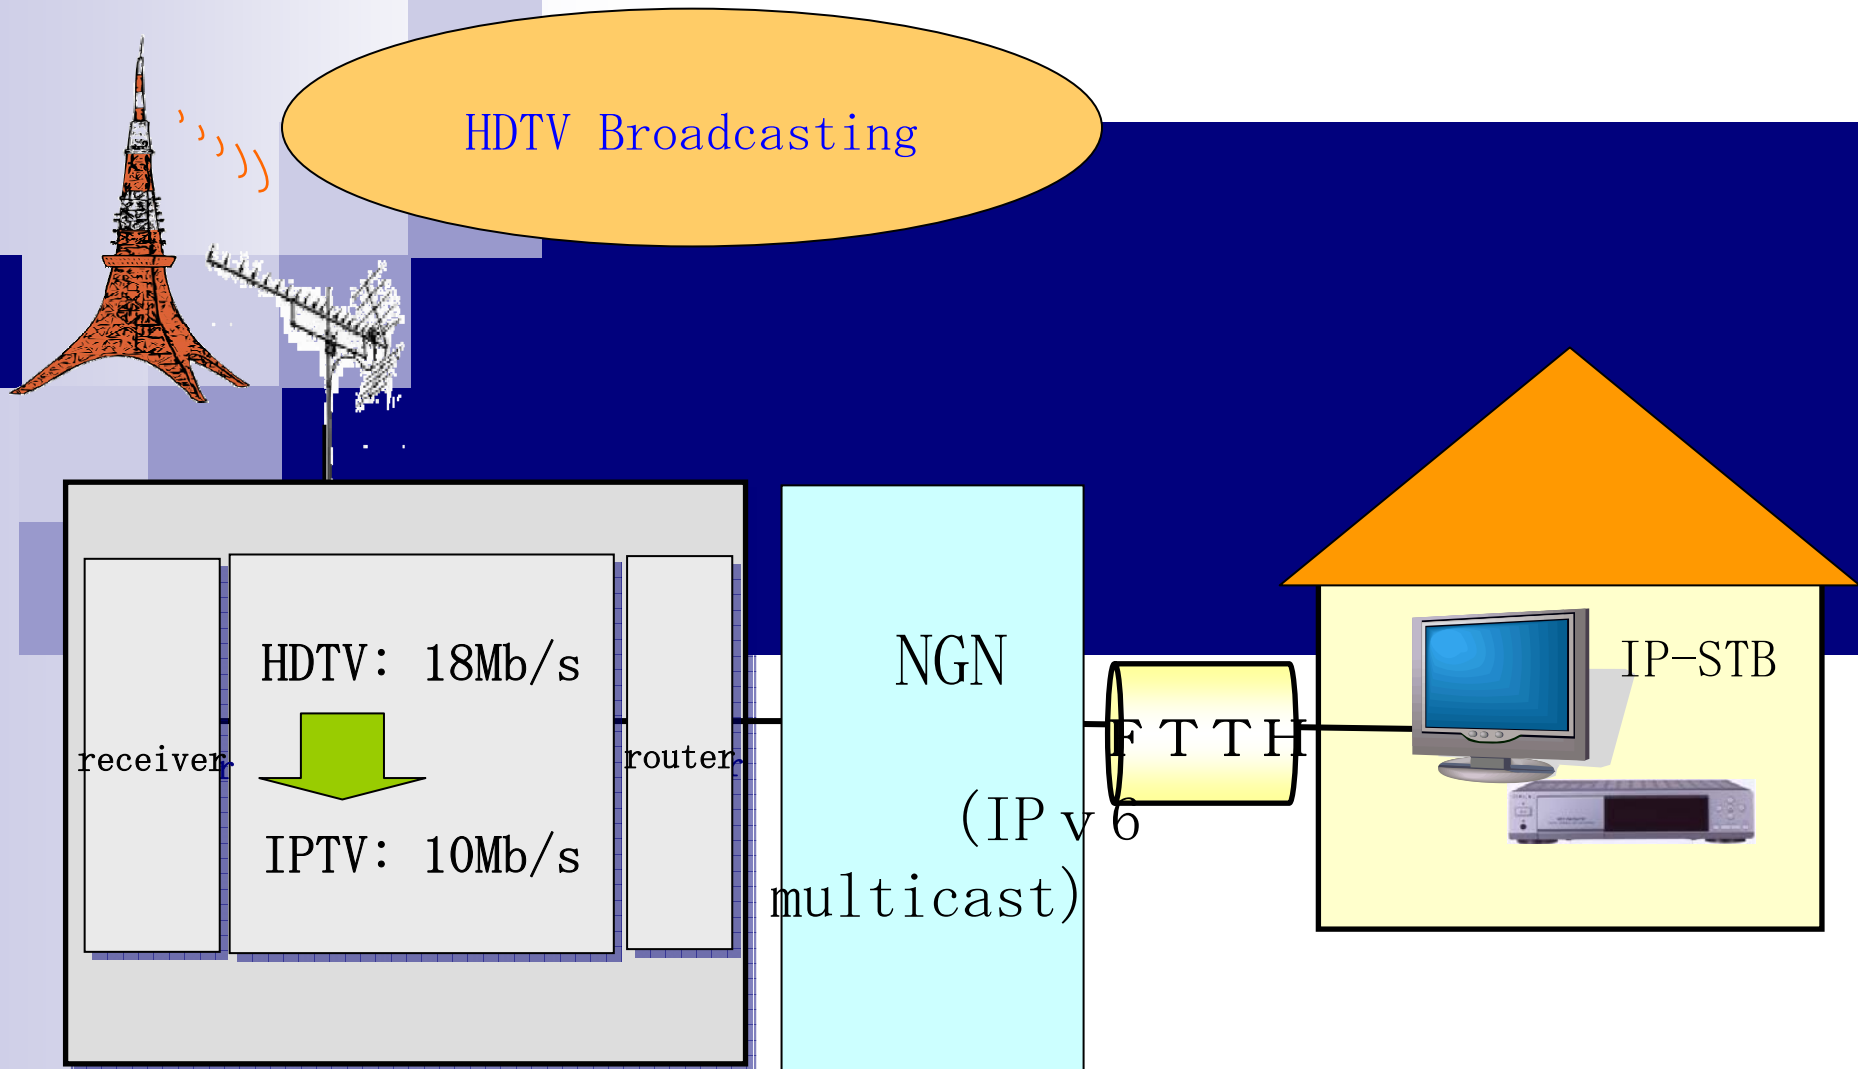 HDTV Broadcasting
receiver
HDTV: 18Mb/s
IPTV: 10Mb/s
router
NGN
(IPv6
multicast)
FTTH
IP-STB